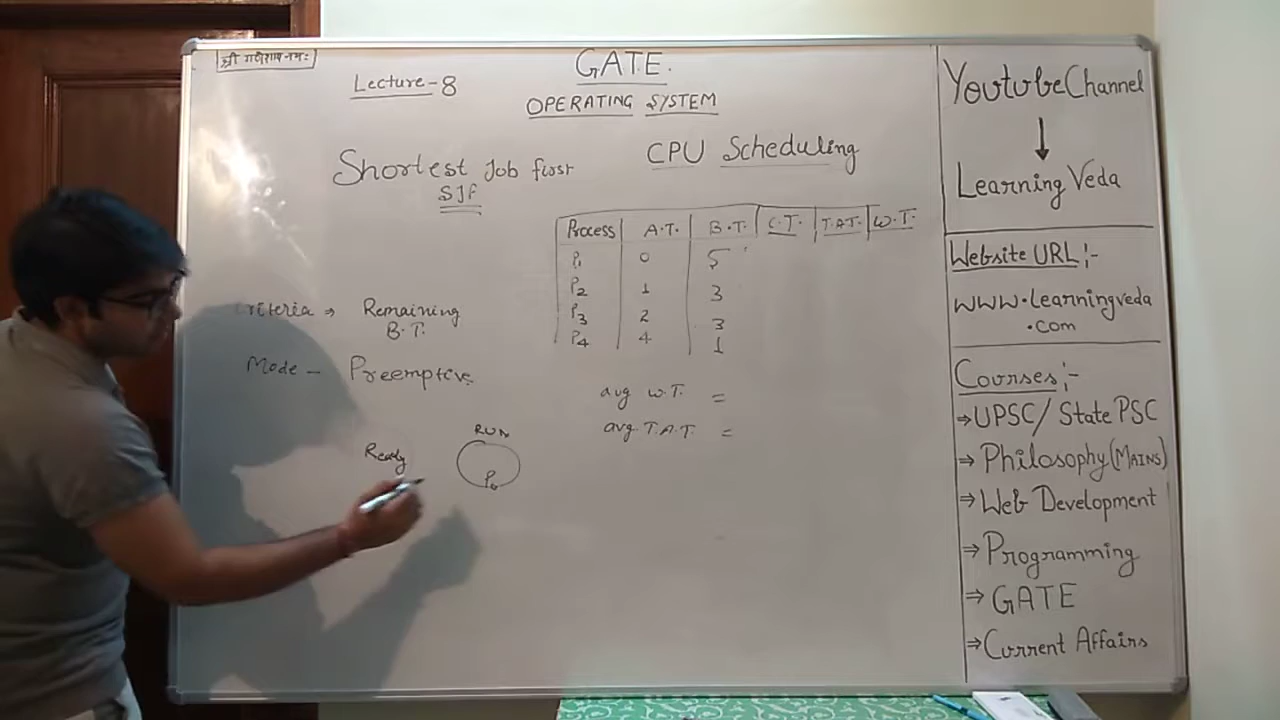 श्री गणेशाय नमः
GATE.
Lecture-8
OPERATING SYSTEM
CPU Scheduling
Shortest Job first
SJF
Process A.T. B.T. C.T. T.A.T. W.T.
P1 0 5
P2 1 3
P3 2 3
P4 4 1
Criteria ⇒ Remaining
B.T.
Mode - Preemptive
avg W.T. =
avg. T.A.T. =
Ready
RUN
Youtube Channel
↓
Learning Veda
Website URL :-
www.learningveda
.com
Courses :-
⇒ UPSC/ State PSC
⇒ Philosophy (MAINS)
⇒ Web Development
⇒ Programming
⇒ GATE
⇒ Current Affairs